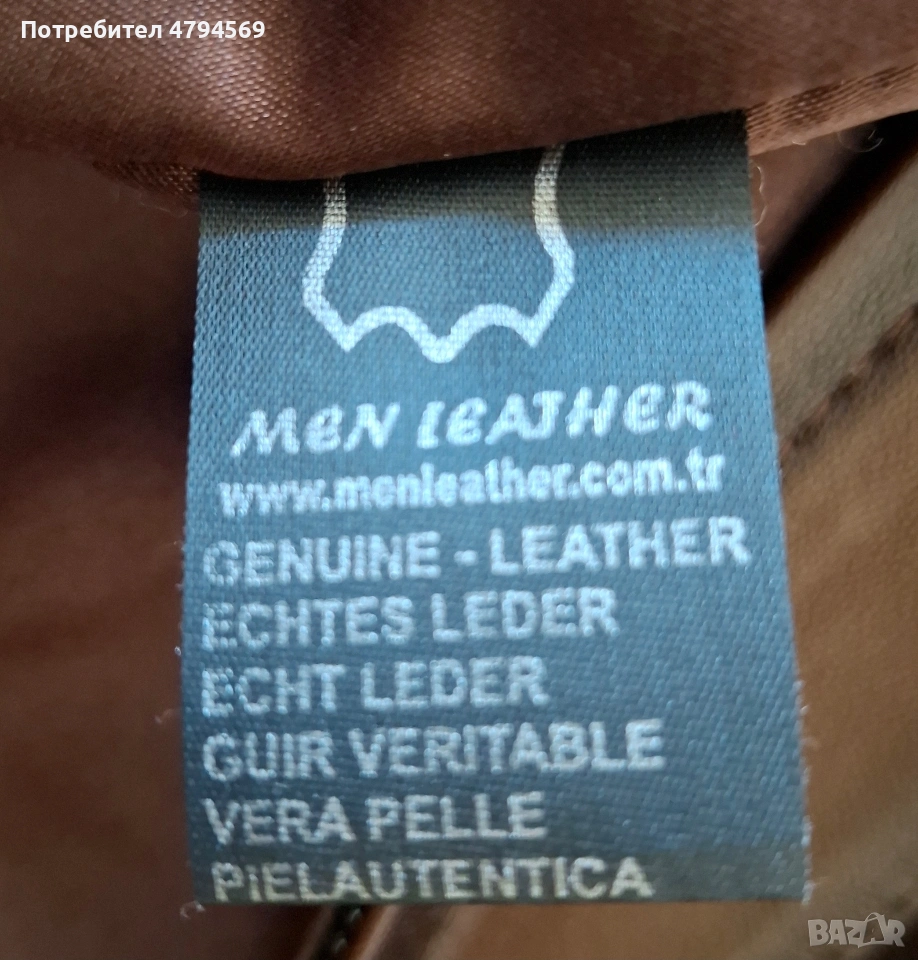 Потребител 4794569
MEN LEATHER
www.menleather.com.tr
GENUINE - LEATHER
ECHTES LEDER
ECHT LEDER
GUIR VERITABLE
VERA PELLE
PIELAUTENTICA
BAZAR